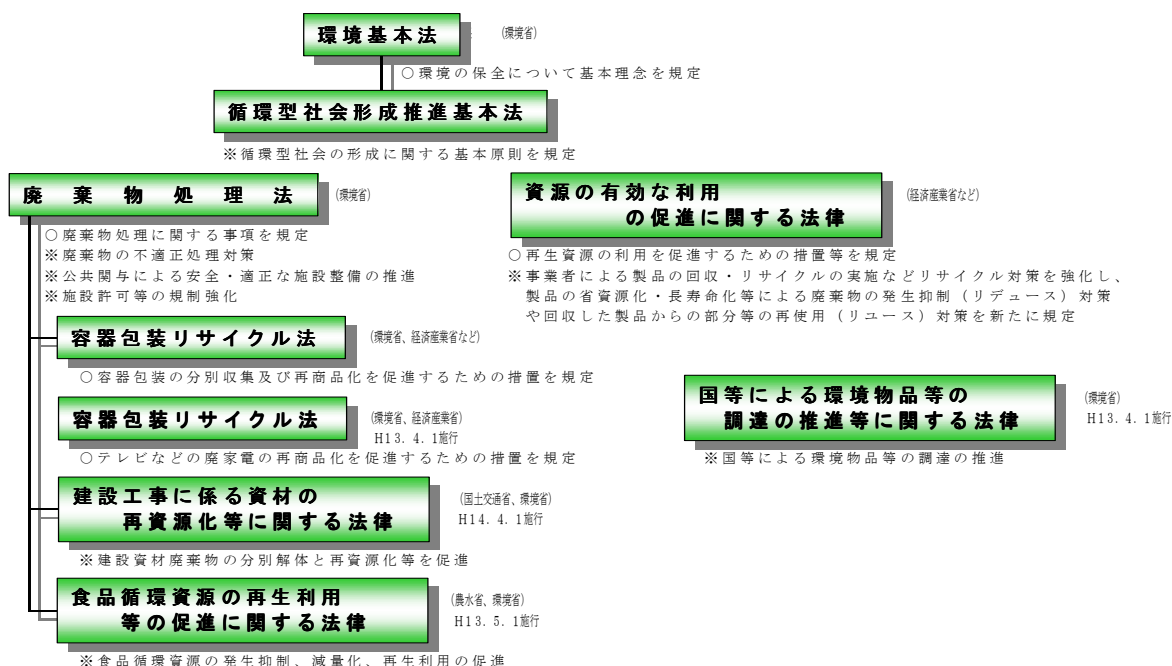 環境基本法 (環境省)
○環境の保全について基本理念を規定
循環型社会形成推進基本法
※循環型社会の形成に関する基本原則を規定
廃棄物処理法 (環境省)
○廃棄物処理に関する事項を規定
※廃棄物の不適正処理対策
※公共関与による安全・適正な施設整備の推進
※施設許可等の規制強化
資源の有効な利用
の促進に関する法律
(経済産業省など)
○再生資源の利用を促進するための措置等を規定
※事業者による製品の回収・リサイクルの実施などリサイクル対策を強化し、
製品の省資源化・長寿命化等による廃棄物の発生抑制（リデュース）対策
や回収した製品からの部分等の再使用（リユース）対策を新たに規定
容器包装リサイクル法 (環境省、経済産業省など)
○容器包装の分別収集及び再商品化を促進するための措置を規定
容器包装リサイクル法 (環境省、経済産業省)
H13.4.1施行
○テレビなどの廃家電の再商品化を促進するための措置を規定
国等による環境物品等の
調達の推進等に関する法律
(環境省)
H13.4.1施行
※国等による環境物品等の調達の推進
建設工事に係る資材の
再資源化等に関する法律
(国土交通省、環境省)
H14.4.1施行
※建設資材廃棄物の分別解体と再資源化等を促進
食品循環資源の再生利用
等の促進に関する法律
(農水省、環境省)
H13.5.1施行
※食品循環資源の発生抑制、減量化、再生利用の促進